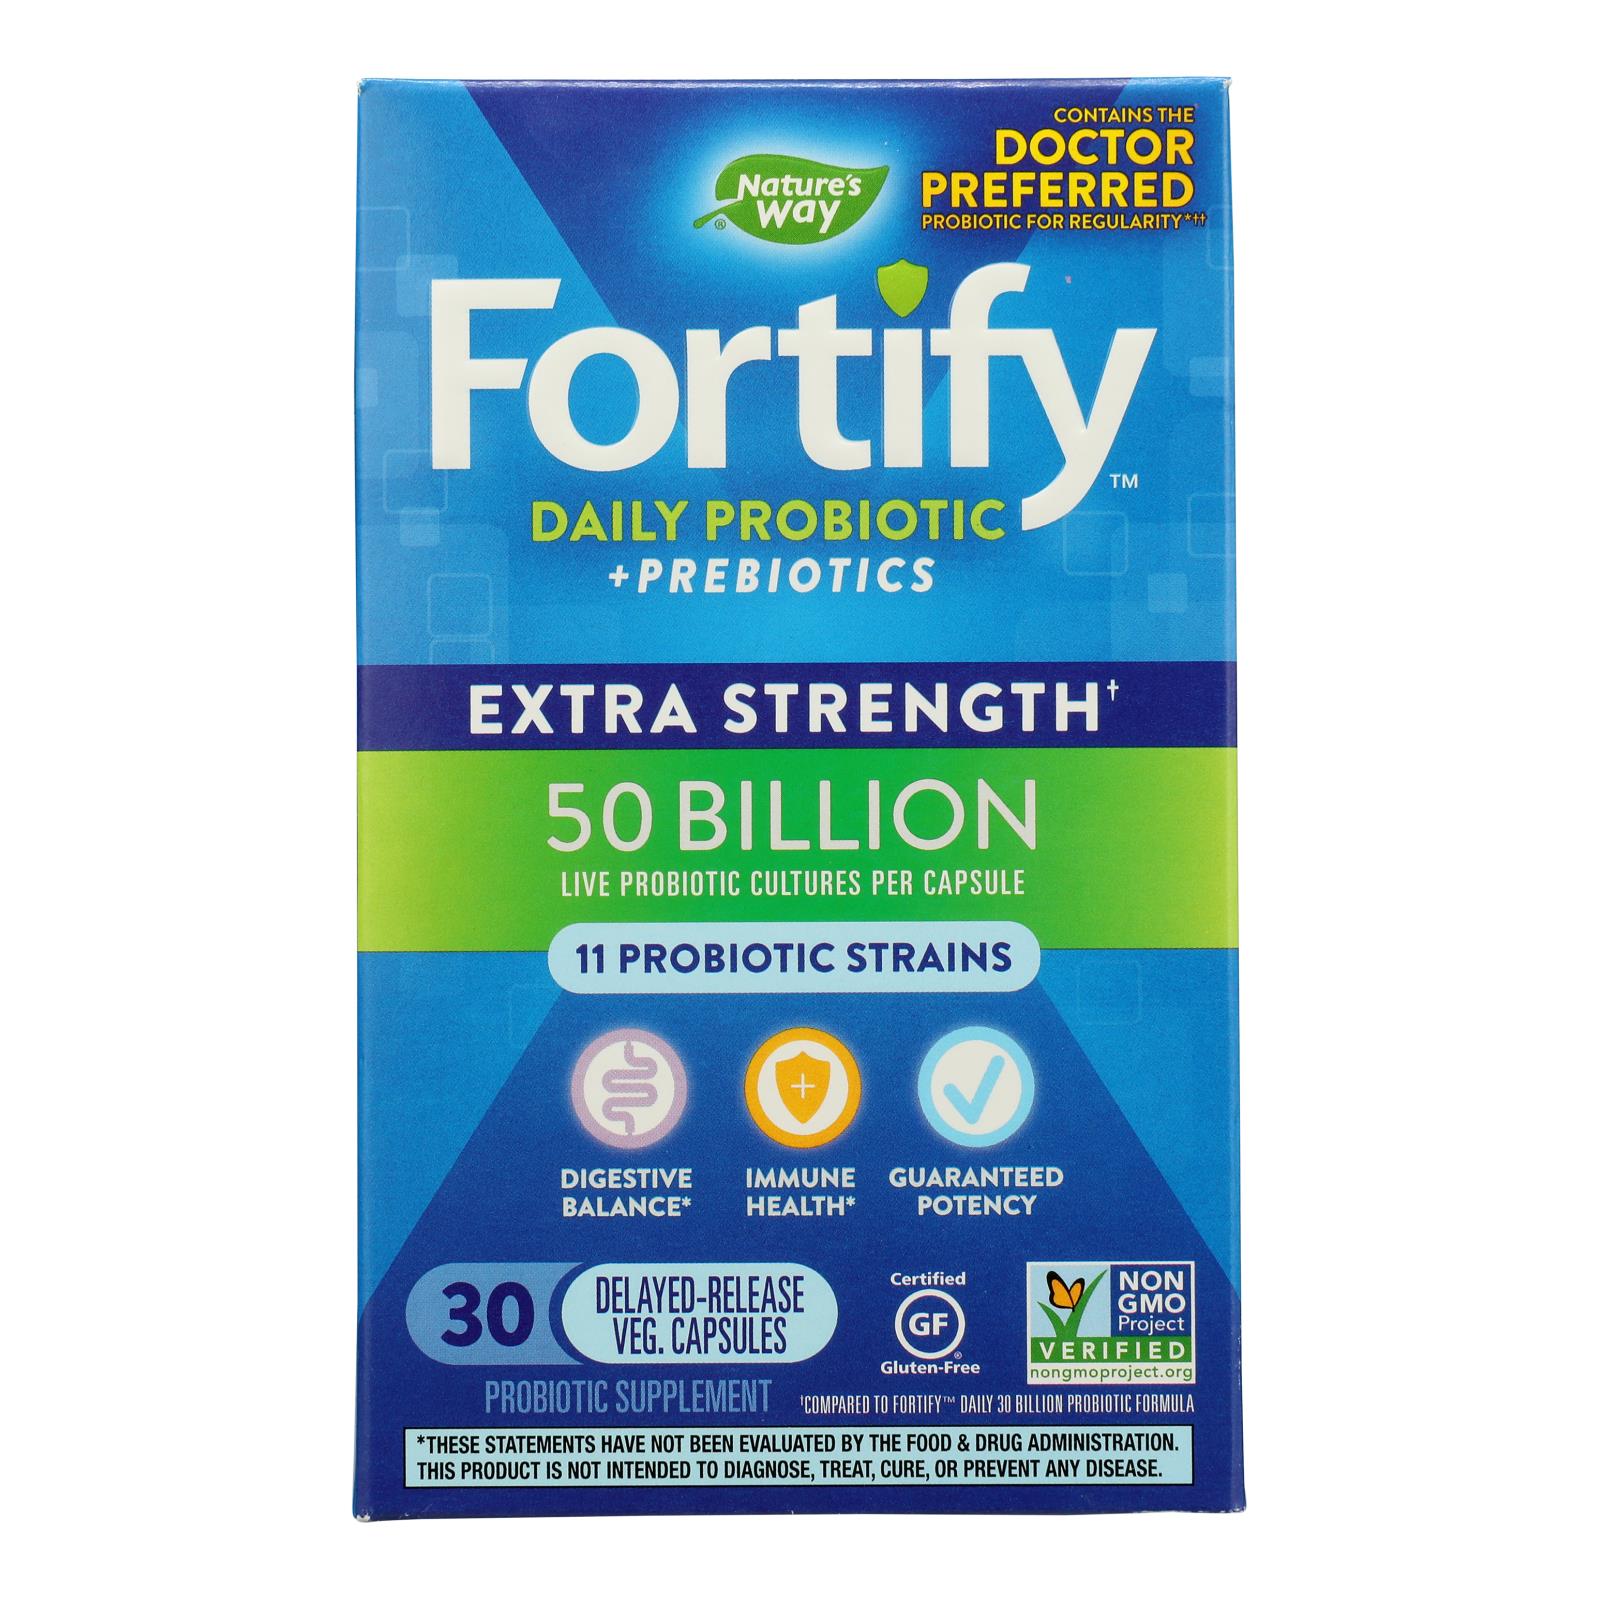 CONTAINS THE
DOCTOR
PREFERRED
PROBIOTIC FOR REGULARITY*††
Nature's
Way®
Fortify™
DAILY PROBIOTIC
+PREBIOTICS
EXTRA STRENGTH†
50 BILLION
LIVE PROBIOTIC CULTURES PER CAPSULE
11 PROBIOTIC STRAINS
DIGESTIVE
BALANCE*
IMMUNE
HEALTH*
GUARANTEED
POTENCY
30
DELAYED-RELEASE
VEG. CAPSULES
PROBIOTIC SUPPLEMENT
Certified
GF®
Gluten-Free
NON
GMO
Project
VERIFIED
nongmoproject.org
†COMPARED TO FORTIFY™ DAILY 30 BILLION PROBIOTIC FORMULA
*THESE STATEMENTS HAVE NOT BEEN EVALUATED BY THE FOOD & DRUG ADMINISTRATION.
THIS PRODUCT IS NOT INTENDED TO DIAGNOSE, TREAT, CURE, OR PREVENT ANY DISEASE.